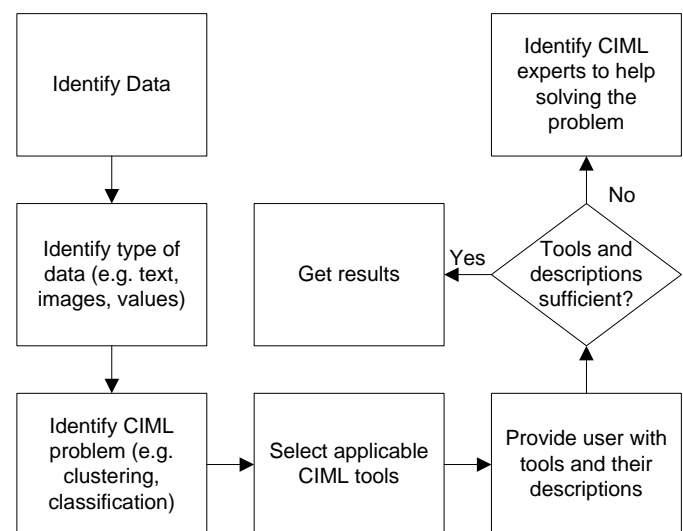 Identify Data
Identify type of
data (e.g. text,
images, values)
Identify CIML
problem (e.g.
clustering,
classification)
Select applicable
CIML tools
Provide user with
tools and their
descriptions
Tools and
descriptions
sufficient?
Yes
Get results
No
Identify CIML
experts to help
solving the
problem